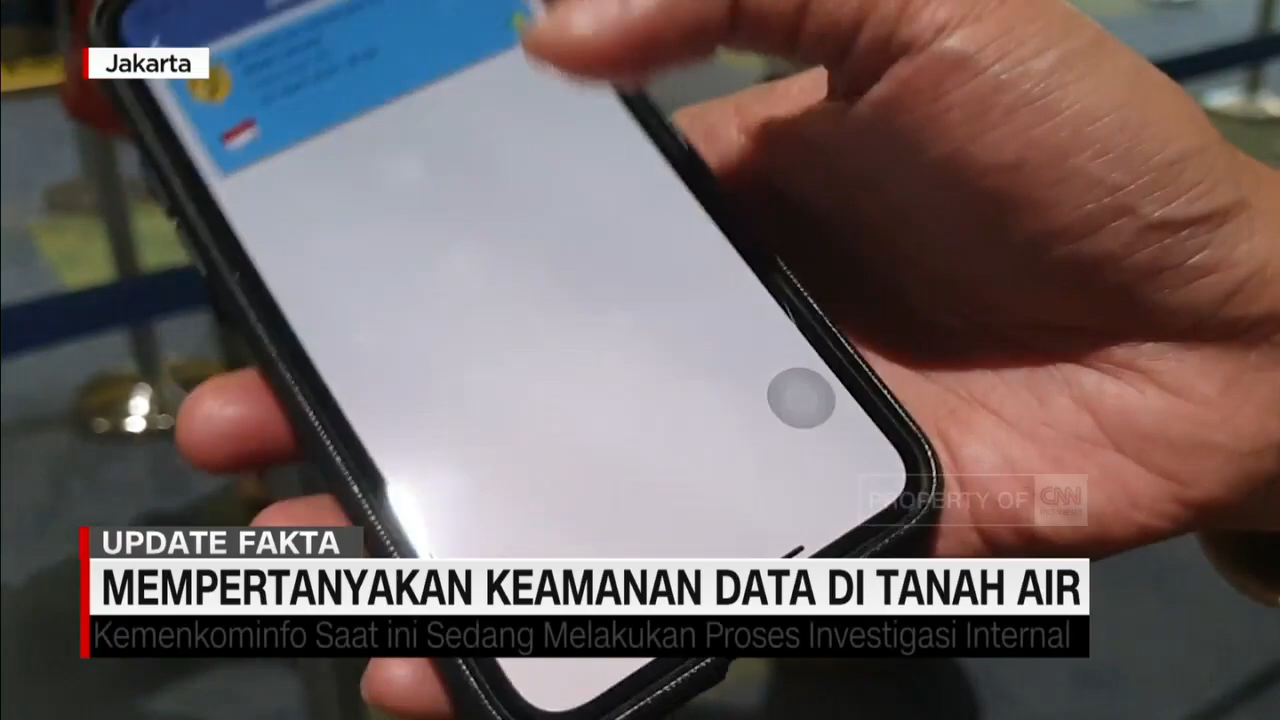 Jakarta
PROPERTY OF CNN
UPDATE FAKTA
MEMPERTANYAKAN KEAMANAN DATA DI TANAH AIR
Kemenkominfo Saat ini Sedang Melakukan Proses Investigasi Internal